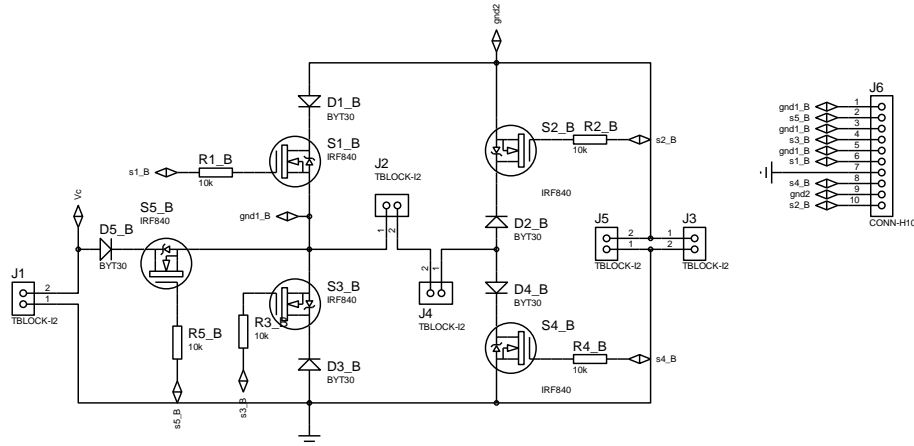 gnd2
D1_B
BYT30
S1_B
IRF840
R1_B
s1_B
10k
S2_B
R2_B
s2_B
10k
IRF840
J2
TBLOCK-I2
1
2
gnd1_B
Vc
S5_B
IRF840
D5_B
BYT30
D2_B
BYT30
J5
2
1
TBLOCK-I2
J3
1
2
TBLOCK-I2
J1
2
1
TBLOCK-I2
S3_B
IRF840
R3_B
10k
s3_B
R5_B
10k
s5_B
2
1
J4
TBLOCK-I2
D4_B
BYT30
S4_B
IRF840
R4_B
10k
s4_B
D3_B
BYT30
J6
gnd1_B 1
s5_B 2
gnd1_B 3
s3_B 4
gnd1_B 5
s1_B 6
7
s4_B 8
gnd2 9
s2_B 10
CONN-H10